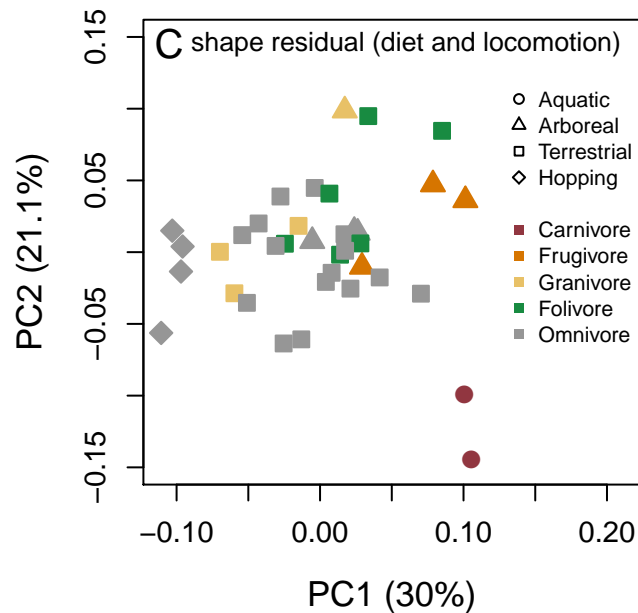 C shape residual (diet and locomotion)
Aquatic
Arboreal
Terrestrial
Hopping
Carnivore
Frugivore
Granivore
Folivore
Omnivore
0.15
0.05
−0.05
−0.15
PC2 (21.1%)
−0.10 0.00 0.10 0.20
PC1 (30%)